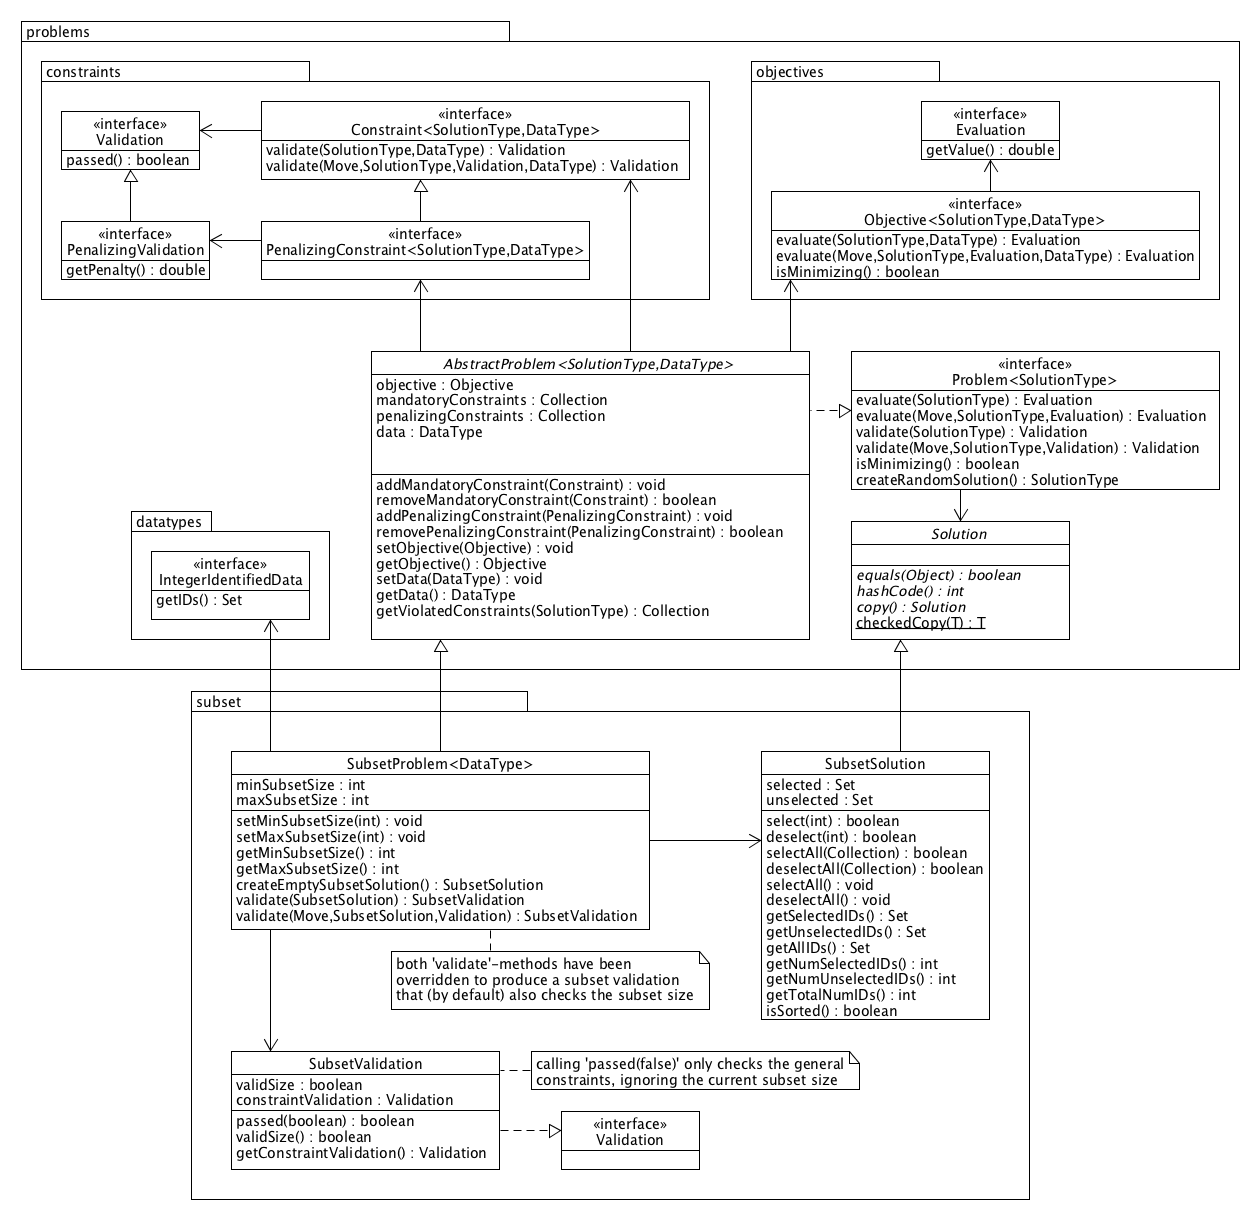 problems
constraints
«interface»
Validation
passed() : boolean
«interface»
Constraint<SolutionType,DataType>
validate(SolutionType,DataType) : Validation
validate(Move,SolutionType,Validation,DataType) : Validation
«interface»
PenalizingValidation
getPenalty() : double
«interface»
PenalizingConstraint<SolutionType,DataType>
objectives
«interface»
Evaluation
getValue() : double
«interface»
Objective<SolutionType,DataType>
evaluate(SolutionType,DataType) : Evaluation
evaluate(Move,SolutionType,Evaluation,DataType) : Evaluation
isMinimizing() : boolean
AbstractProblem<SolutionType,DataType>
objective : Objective
mandatoryConstraints : Collection
penalizingConstraints : Collection
data : DataType
addMandatoryConstraint(Constraint) : void
removeMandatoryConstraint(Constraint) : boolean
addPenalizingConstraint(PenalizingConstraint) : void
removePenalizingConstraint(PenalizingConstraint) : boolean
setObjective(Objective) : void
getObjective() : Objective
setData(DataType) : void
getData() : DataType
getViolatedConstraints(SolutionType) : Collection
«interface»
Problem<SolutionType>
evaluate(SolutionType) : Evaluation
evaluate(Move,SolutionType,Evaluation) : Evaluation
validate(SolutionType) : Validation
validate(Move,SolutionType,Validation) : Validation
isMinimizing() : boolean
createRandomSolution() : SolutionType
datatypes
«interface»
IntegerIdentifiedData
getIDs() : Set
Solution
equals(Object) : boolean
hashCode() : int
copy() : Solution
checkedCopy(T) : T
subset
SubsetProblem<DataType>
minSubsetSize : int
maxSubsetSize : int
setMinSubsetSize(int) : void
setMaxSubsetSize(int) : void
getMinSubsetSize() : int
getMaxSubsetSize() : int
createEmptySubsetSolution() : SubsetSolution
validate(SubsetSolution) : SubsetValidation
validate(Move,SubsetSolution,Validation) : SubsetValidation
SubsetSolution
selected : Set
unselected : Set
select(int) : boolean
deselect(int) : boolean
selectAll(Collection) : boolean
deselectAll(Collection) : boolean
selectAll() : void
deselectAll() : void
getSelectedIDs() : Set
getUnselectedIDs() : Set
getAllIDs() : Set
getNumSelectedIDs() : int
getNumUnselectedIDs() : int
getTotalNumIDs() : int
isSorted() : boolean
both 'validate'-methods have been
overridden to produce a subset validation
that (by default) also checks the subset size
SubsetValidation
validSize : boolean
constraintValidation : Validation
passed(boolean) : boolean
validSize() : boolean
getConstraintValidation() : Validation
calling 'passed(false)' only checks the general
constraints, ignoring the current subset size
«interface»
Validation